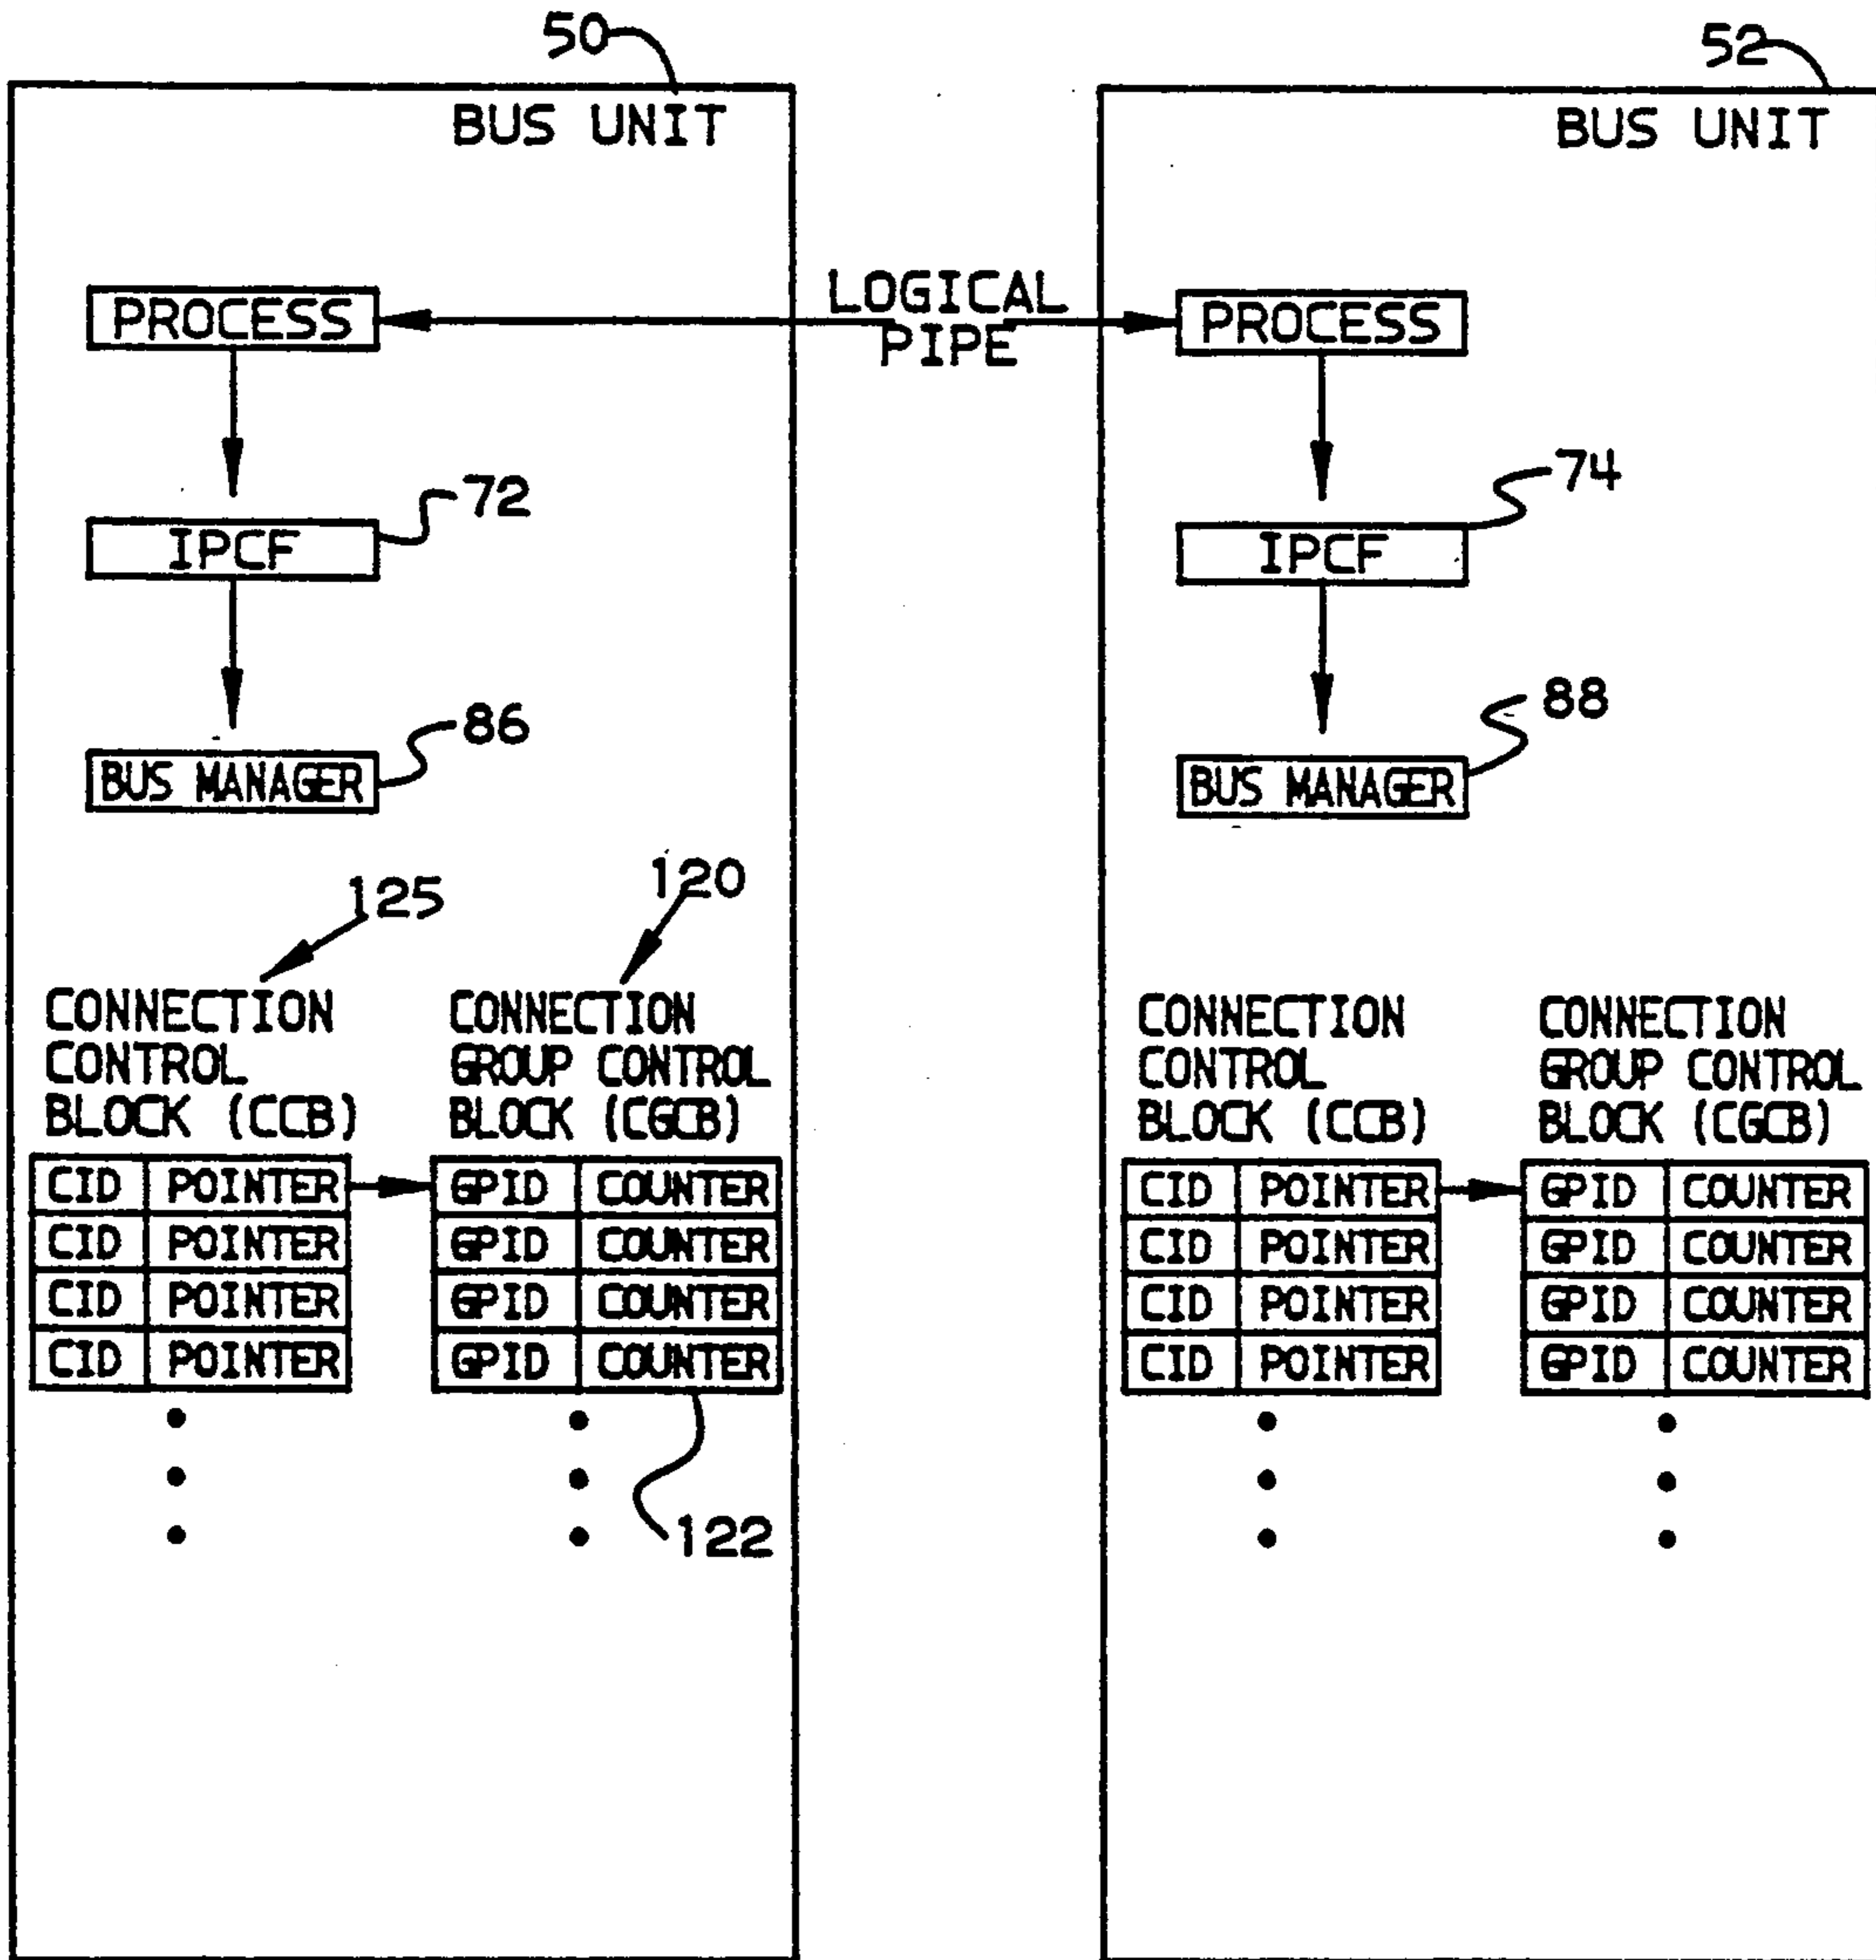 50
BUS UNIT
PROCESS
72
IPCF
86
BUS MANAGER
125
120
CONNECTION
CONTROL
BLOCK (CCB)
CONNECTION
GROUP CONTROL
BLOCK (CGCB)
CID POINTER GPID COUNTER
CID POINTER GPID COUNTER
CID POINTER GPID COUNTER
CID POINTER GPID COUNTER
122
LOGICAL
PIPE
52
BUS UNIT
PROCESS
74
IPCF
88
BUS MANAGER
CONNECTION
CONTROL
BLOCK (CCB)
CONNECTION
GROUP CONTROL
BLOCK (CGCB)
CID POINTER GPID COUNTER
CID POINTER GPID COUNTER
CID POINTER GPID COUNTER
CID POINTER GPID COUNTER